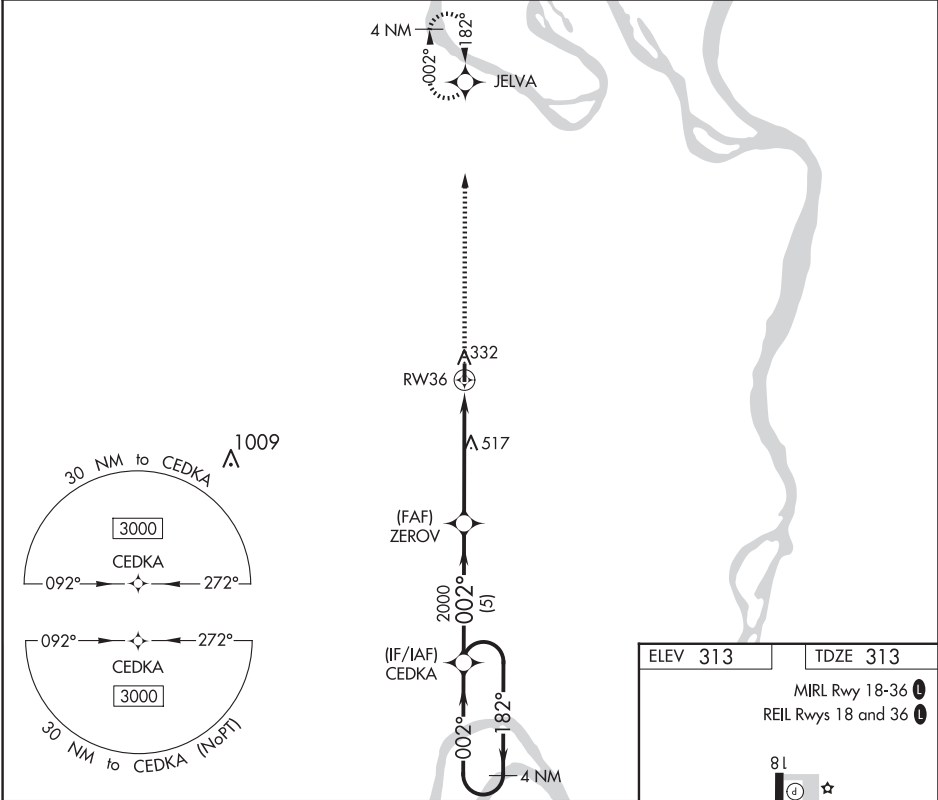 4 NM
182°
002°
JELVA
332
RW36
517
1009
30 NM to CEDKA
3000
CEDKA
092°
272°
(FAF)
ZEROV
2000
002°
(5)
092°
272°
CEDKA
3000
30 NM to CEDKA (NoPT)
(IF/IAF)
CEDKA
002°
182°
4 NM
ELEV 313
TDZE 313
MIRL Rwy 18-36 L
REIL Rwys 18 and 36 L
18
P